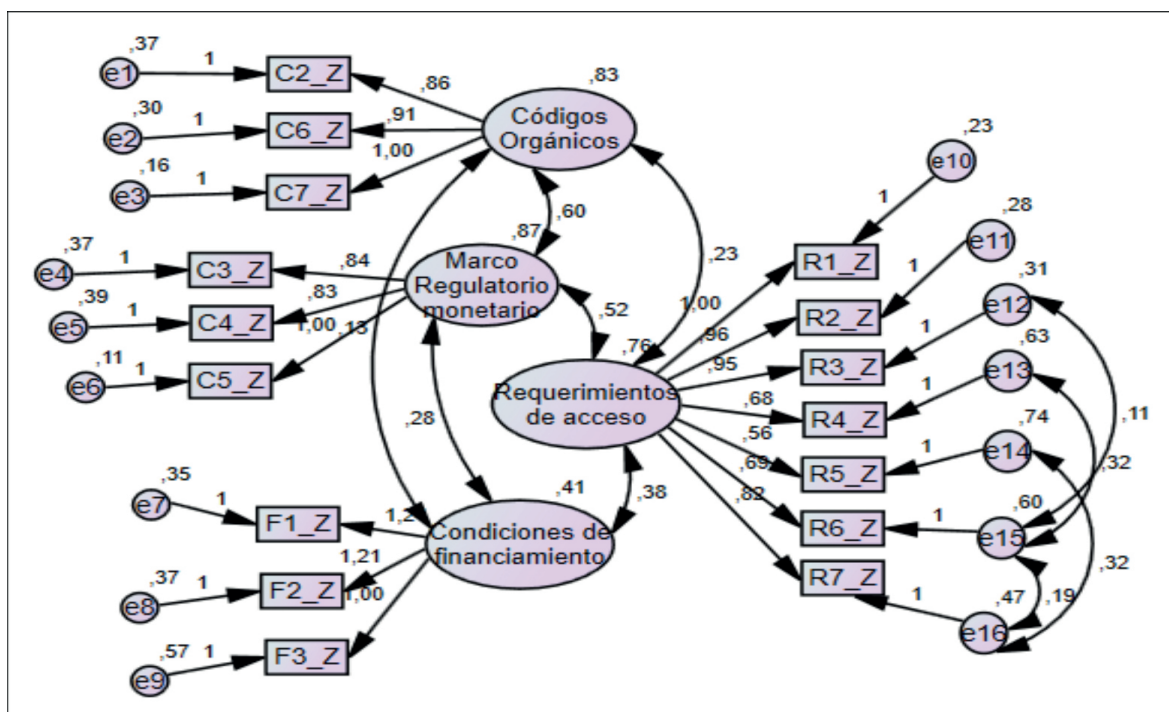 ,37
e1
1
C2_Z
,86
,30
e2
1
C6_Z
,91
,16
e3
1
C7_Z
1,00
,83
Códigos
Orgánicos
,60
,23
,37
e4
1
C3_Z
,84
,39
e5
1
C4_Z
,83
,11
e6
1
C5_Z
1,00
,13
,87
Marco
Regulatorio
monetario
,52
,28
,76
Requerimientos
de acceso
,38
,35
e7
1
F1_Z
,37
e8
1
F2_Z
1,21
,57
e9
1
F3_Z
1,00
,41
Condiciones de
financiamiento
,23
e10
1
R1_Z
1,00
,28
e11
1
R2_Z
,96
,31
e12
1
R3_Z
,95
,63
e13
1
R4_Z
,68
,74
e14
1
R5_Z
,56
,60
e15
1
R6_Z
,69
,47
e16
1
R7_Z
,82
,11
,32
,32
,19